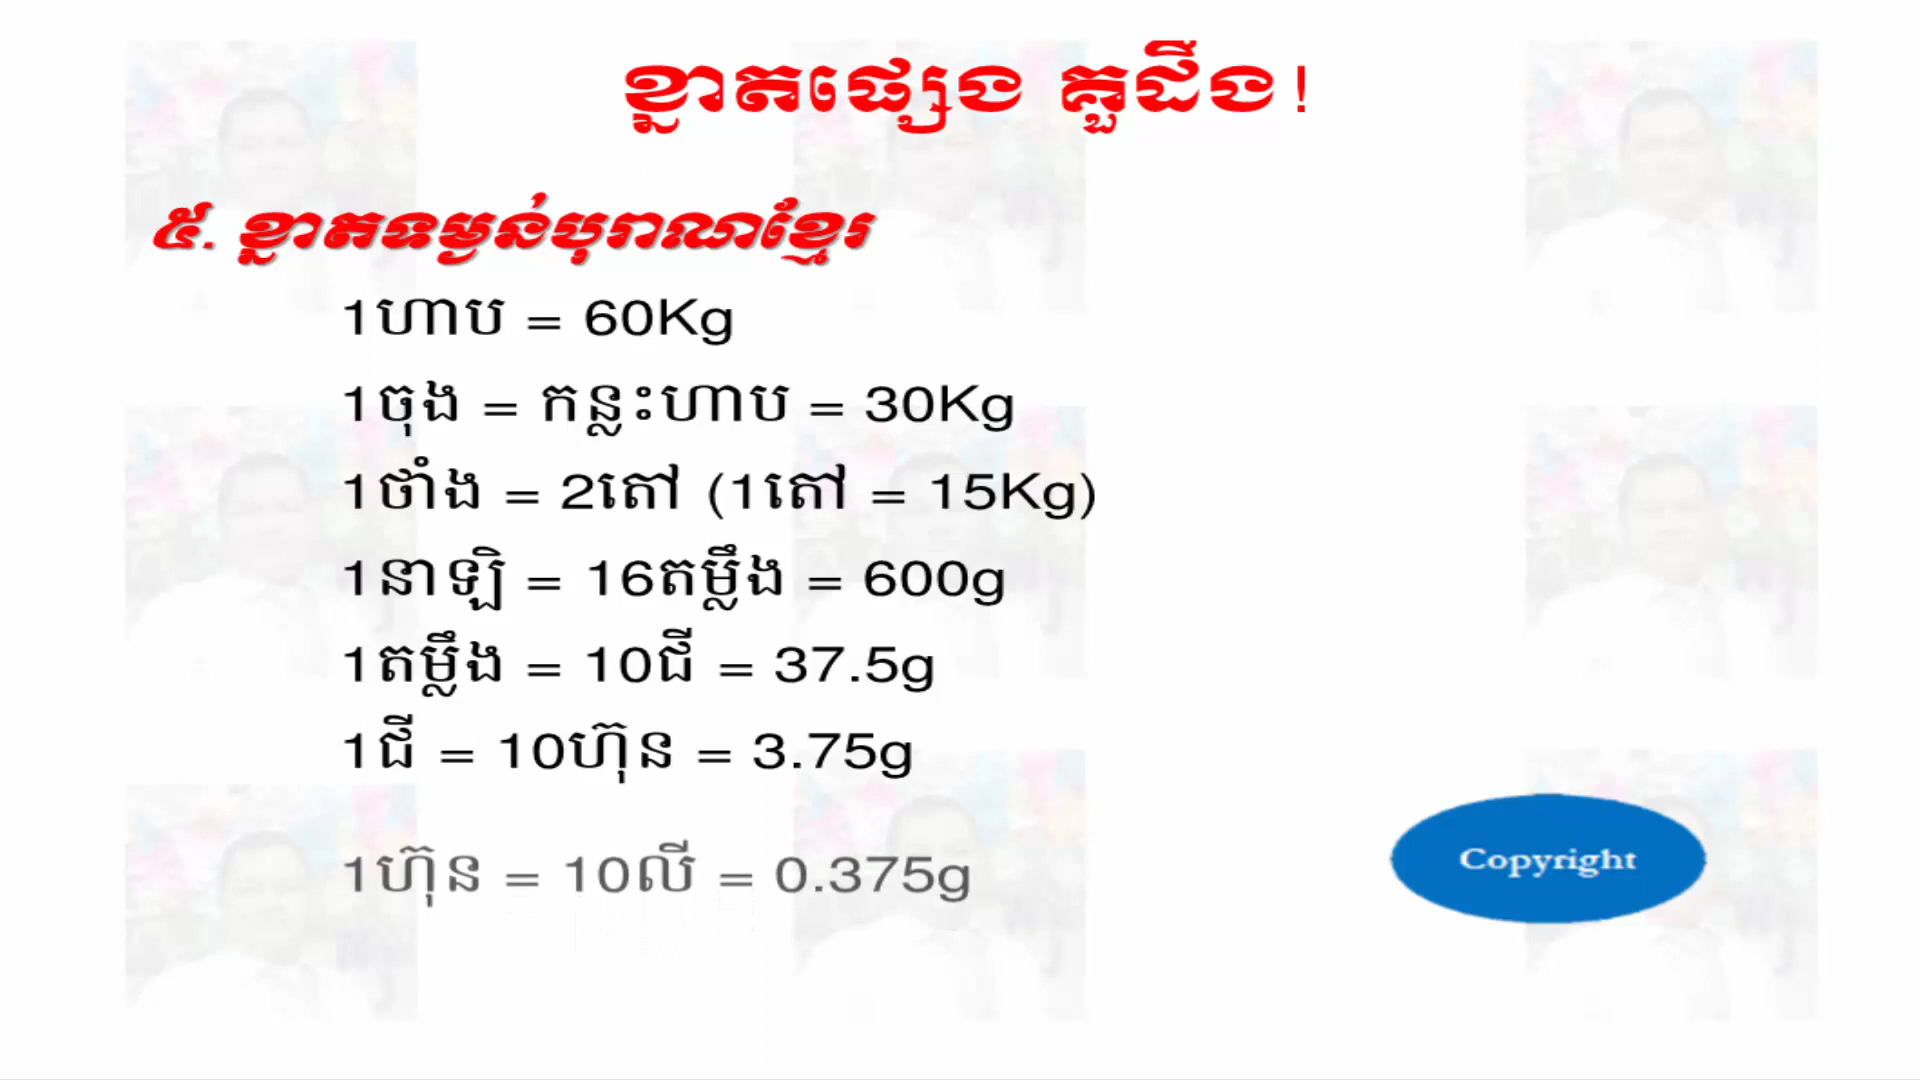 ខ្នាតផ្សេង គួដឹង!
៥. ខ្នាតទម្ងន់បុរាណខ្មែរ
1ហាប = 60Kg
1ចុង = កន្លះហាប = 30Kg
1ថាំង = 2តៅ (1តៅ = 15Kg)
1នាឡិ = 16តម្លឹង = 600g
1តម្លឹង = 10ជី = 37.5g
1ជី = 10ហ៊ុន = 3.75g
1ហ៊ុន = 10លី = 0.375g
Copyright